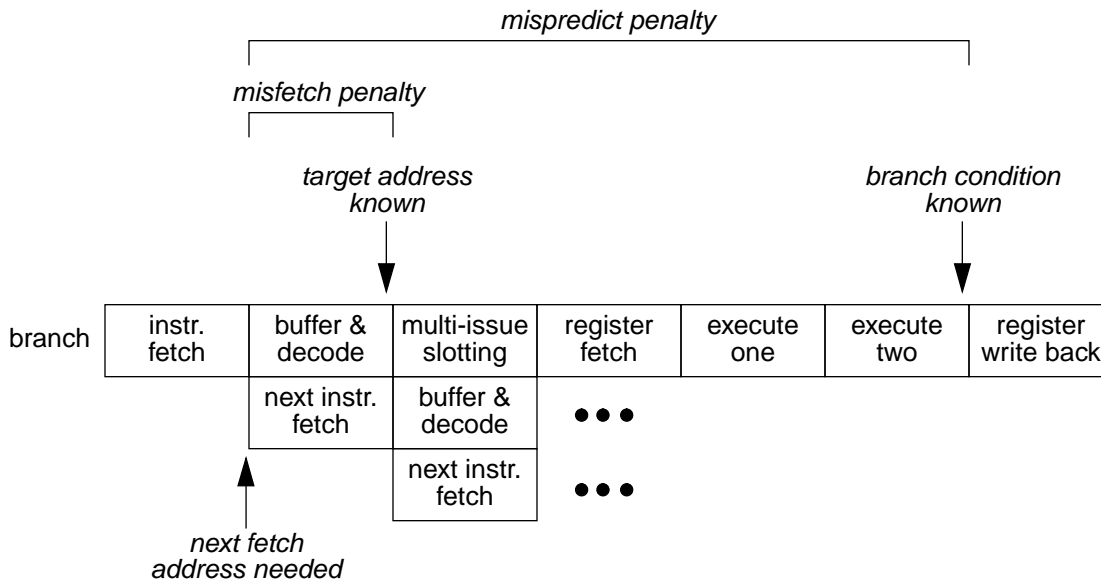 mispredict penalty
misfetch penalty
target address
known
branch condition
known
branch
instr.
fetch
buffer &
decode
multi-issue
slotting
register
fetch
execute
one
execute
two
register
write back
next instr.
fetch
buffer &
decode
next instr.
fetch
next fetch
address needed